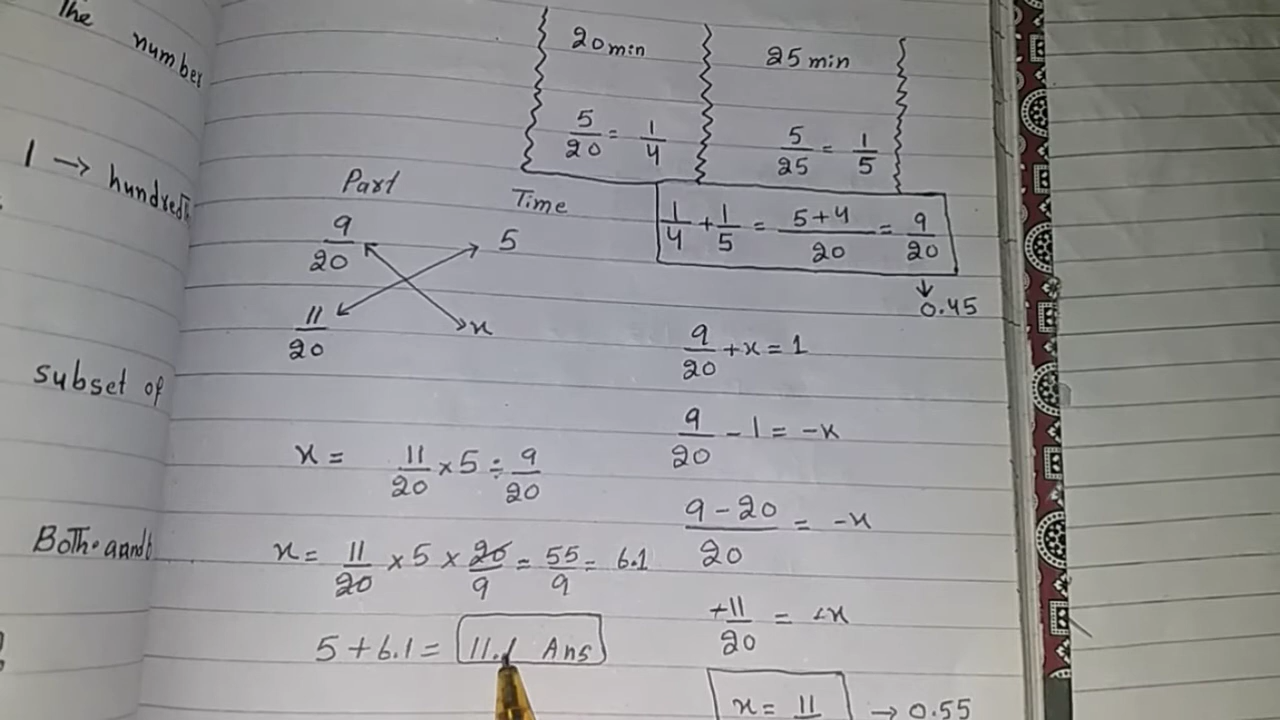 The number
1 → hundredth
subset of
Both. a and b
20 min
25 min
5/20 = 1/4
5/25 = 1/5
Part
Time
9/20
5
11/20
x
1/4 + 1/5 = 5+4/20 = 9/20
↓
0.45
9/20 + x = 1
9/20 - 1 = -x
9 - 20/20 = -x
+11/20 = +x
x = 11
→ 0.55
x = 11/20 × 5 ÷ 9/20
x = 11/20 × 5 × 20/9 = 55/9 = 6.1
5 + 6.1 = 11.1 Ans